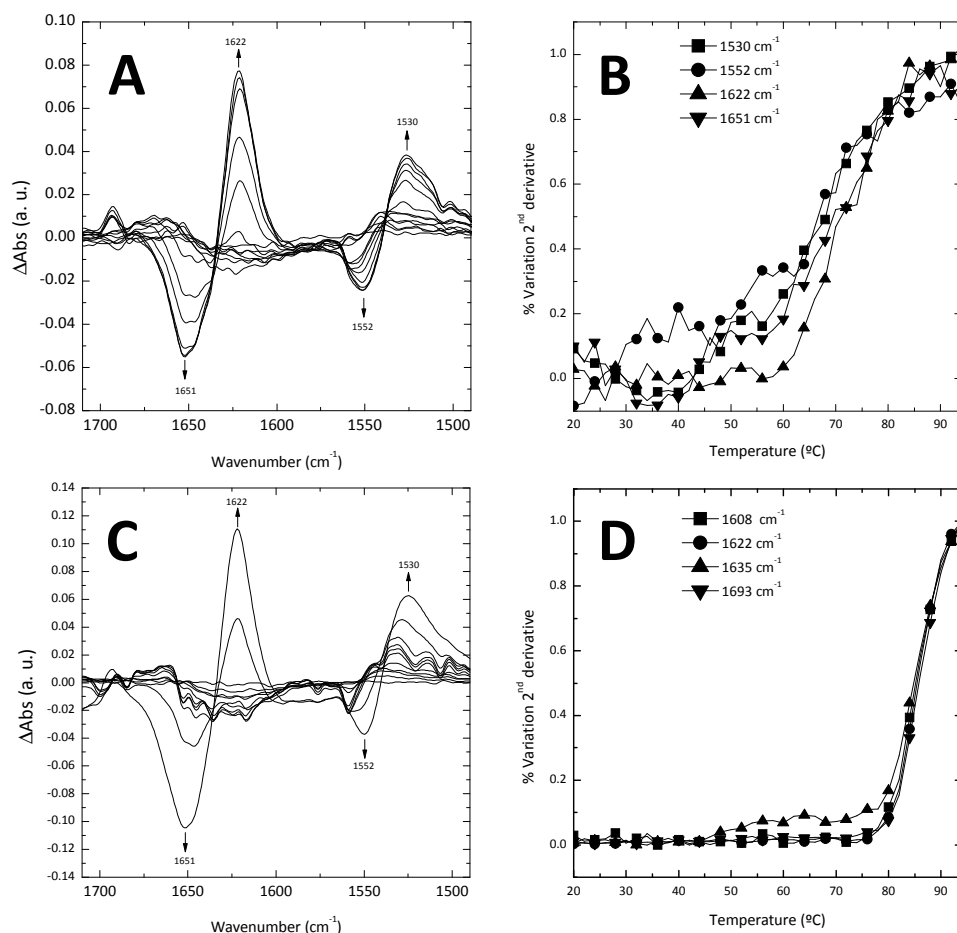 A
1622
1530
1651
1552
0.10
0.08
0.06
0.04
0.02
0.00
-0.02
-0.04
-0.06
-0.08
ΔAbs (a. u.)
1700 1650 1600 1550 1500
Wavenumber (cm⁻¹)
B
1530 cm⁻¹
1552 cm⁻¹
1622 cm⁻¹
1651 cm⁻¹
1.0
0.8
0.6
0.4
0.2
0.0
% Variation 2ⁿᵈ derivative
20 30 40 50 60 70 80 90
Temperature (ºC)
C
1622
1530
1552
1651
0.14
0.12
0.10
0.08
0.06
0.04
0.02
0.00
-0.02
-0.04
-0.06
-0.08
-0.10
-0.12
-0.14
ΔAbs (a. u.)
1700 1650 1600 1550 1500
Wavenumber (cm⁻¹)
D
1608 cm⁻¹
1622 cm⁻¹
1635 cm⁻¹
1693 cm⁻¹
1.0
0.8
0.6
0.4
0.2
0.0
% Variation 2ⁿᵈ derivative
20 30 40 50 60 70 80 90
Temperature (ºC)